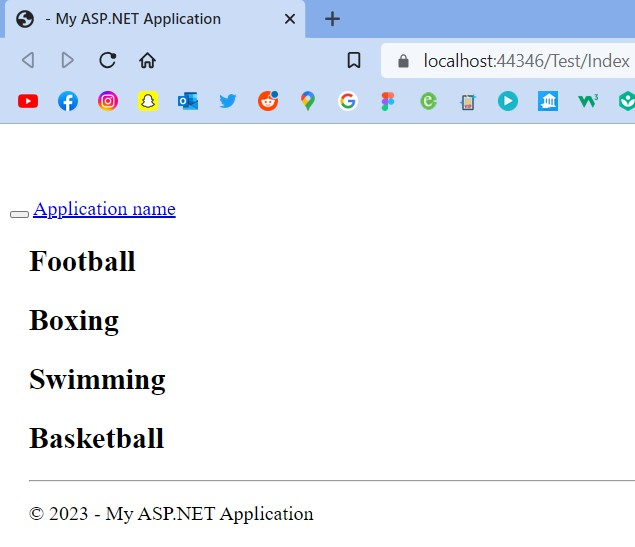 - My ASP.NET Application
localhost:44346/Test/Index
Application name
Football
Boxing
Swimming
Basketball
© 2023 - My ASP.NET Application